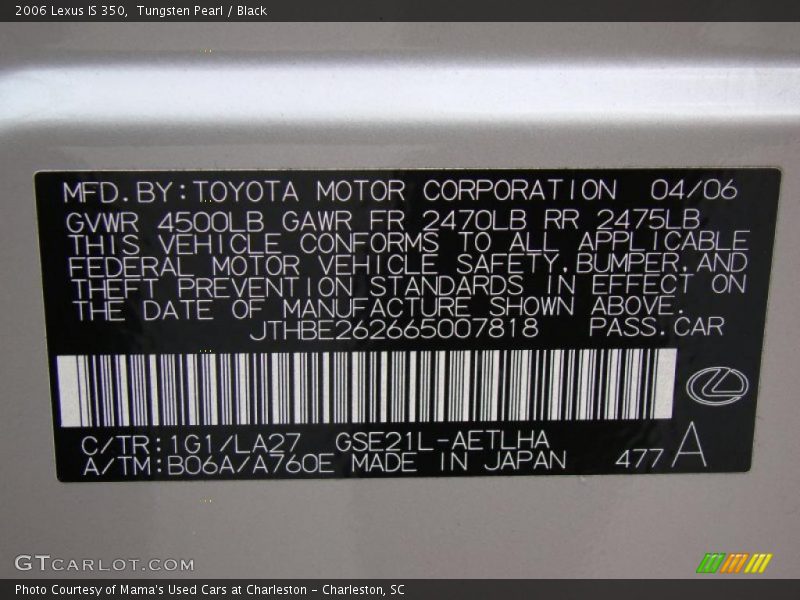 2006 Lexus IS 350,  Tungsten Pearl / Black
MFD.BY:TOYOTA MOTOR CORPORATION 04/06
GVWR 4500LB GAWR FR 2470LB RR 2475LB
THIS VEHICLE CONFORMS TO ALL APPLICABLE
FEDERAL MOTOR VEHICLE SAFETY,BUMPER,AND
THEFT PREVENTION STANDARDS IN EFFECT ON
THE DATE OF MANUFACTURE SHOWN ABOVE.
JTHBE262665007818 PASS.CAR
C/TR:1G1/LA27 GSE21L-AETLHA
A/TM:B06A/A760E MADE IN JAPAN 477 A
GTCARLOT.COM
Photo Courtesy of Mama's Used Cars at Charleston - Charleston, SC